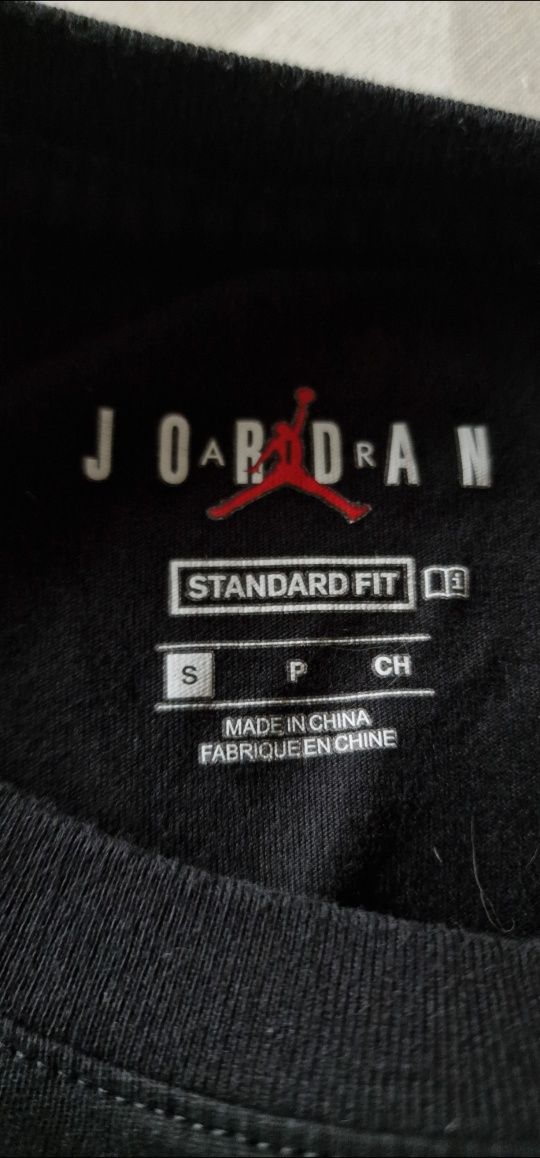 JORDAN
AIR
STANDARD FIT
S P CH
MADE IN CHINA
FABRIQUE EN CHINE